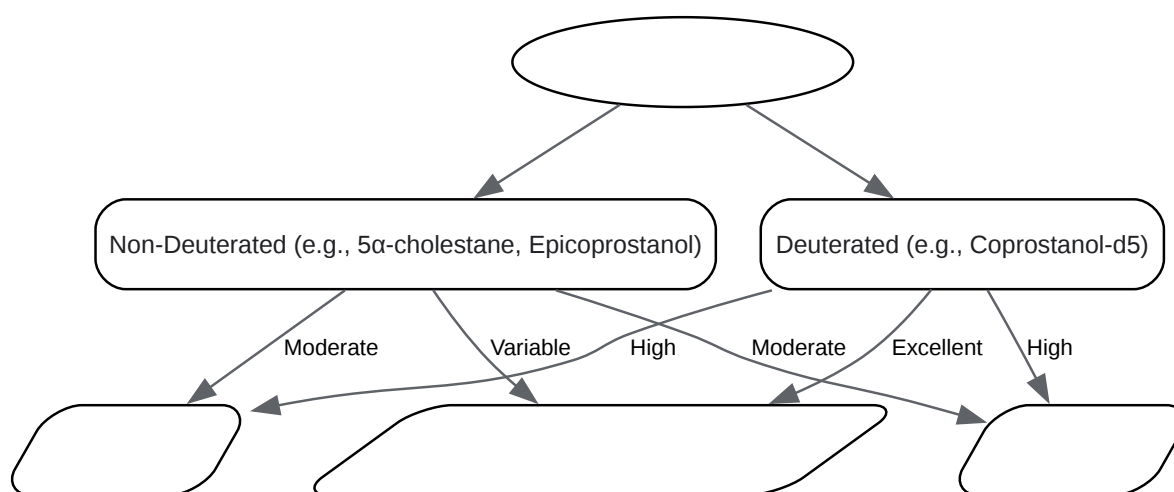 Non-Deuterated (e.g., 5α-cholestane, Epicoprostanol)
Deuterated (e.g., Coprostanol-d5)
Moderate
Variable
High
Moderate
Excellent
High